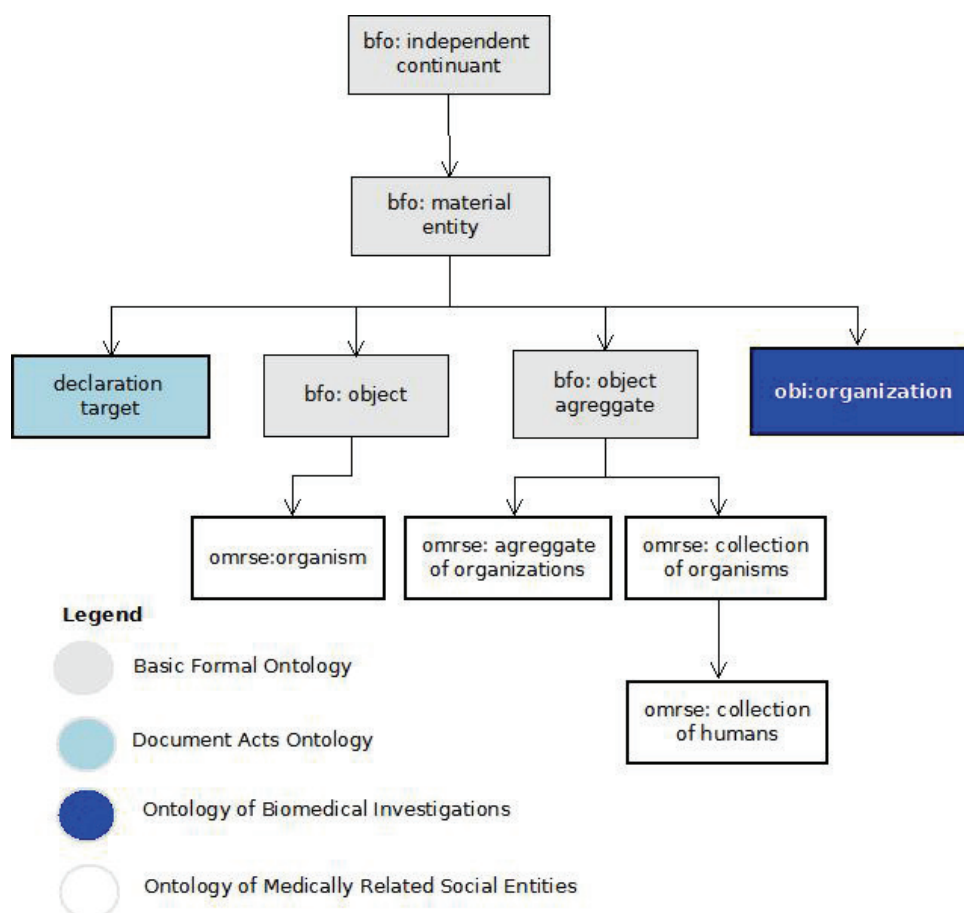 bfo: independent
continuant
bfo: material
entity
declaration
target
bfo: object
bfo: object
agreggate
obi:organization
omrse:organism
omrse: agreggate
of organizations
omrse: collection
of organisms
omrse: collection
of humans
Legend
Basic Formal Ontology
Document Acts Ontology
Ontology of Biomedical Investigations
Ontology of Medically Related Social Entities